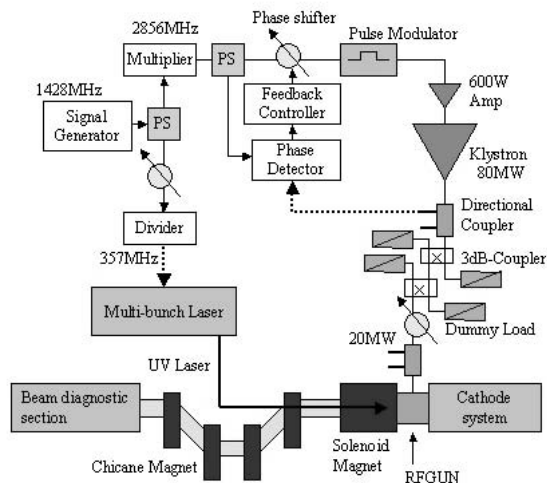 2856MHz
Phase shifter
Pulse Modulator
Multiplier
PS
1428MHz
Signal
Generator
PS
Feedback
Controller
600W
Amp
Phase
Detector
Klystron
80MW
Divider
Directional
Coupler
357MHz
3dB-Coupler
Multi-bunch Laser
Dummy Load
20MW
UV Laser
Beam diagnostic
section
Cathode
system
Chicane Magnet
Solenoid
Magnet
RFGUN